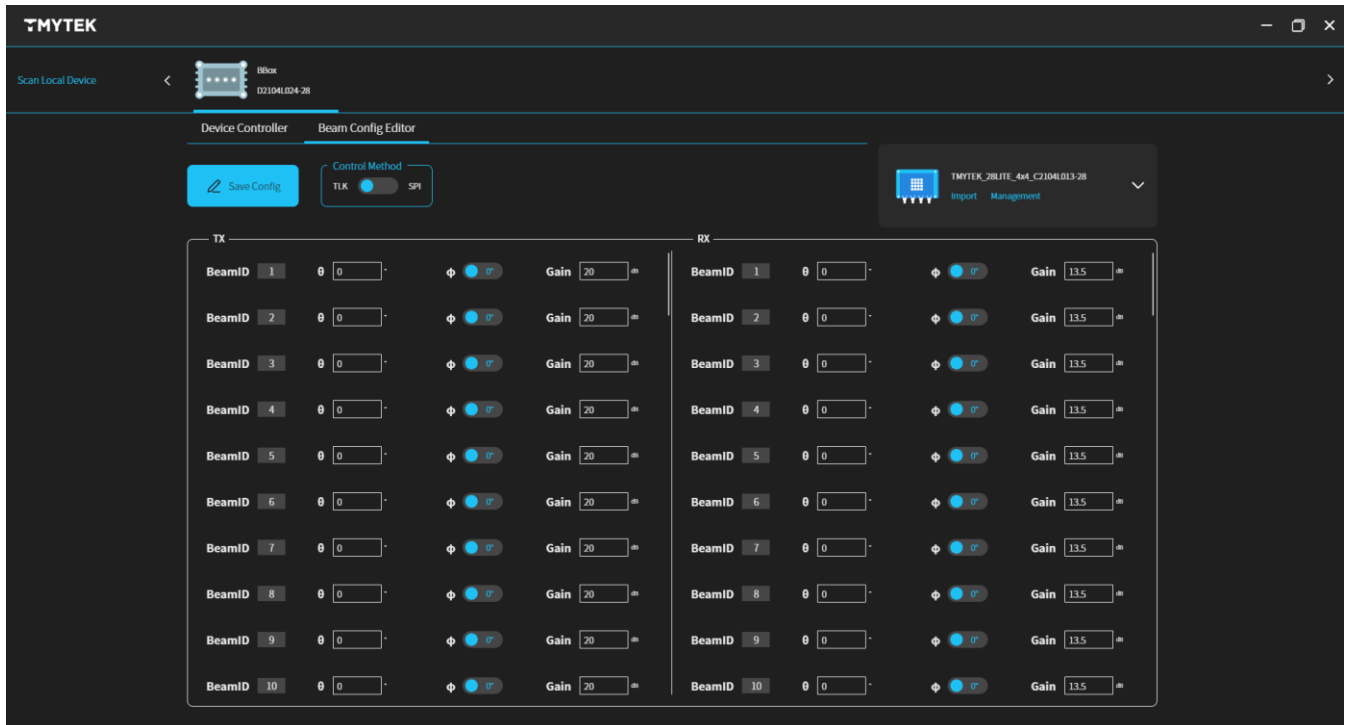 TMYTEK
Scan Local Device
BBox
D2104L024-28
Device Controller Beam Config Editor
Save Config
Control Method
TLK SPI
TMYTEK_28LITE_4x4_C2104L013-28
Import Management
TX RX
BeamID 1 θ 0 ° ϕ 0° Gain 20 dB BeamID 1 θ 0 ° ϕ 0° Gain 13.5 dB
BeamID 2 θ 0 ° ϕ 0° Gain 20 dB BeamID 2 θ 0 ° ϕ 0° Gain 13.5 dB
BeamID 3 θ 0 ° ϕ 0° Gain 20 dB BeamID 3 θ 0 ° ϕ 0° Gain 13.5 dB
BeamID 4 θ 0 ° ϕ 0° Gain 20 dB BeamID 4 θ 0 ° ϕ 0° Gain 13.5 dB
BeamID 5 θ 0 ° ϕ 0° Gain 20 dB BeamID 5 θ 0 ° ϕ 0° Gain 13.5 dB
BeamID 6 θ 0 ° ϕ 0° Gain 20 dB BeamID 6 θ 0 ° ϕ 0° Gain 13.5 dB
BeamID 7 θ 0 ° ϕ 0° Gain 20 dB BeamID 7 θ 0 ° ϕ 0° Gain 13.5 dB
BeamID 8 θ 0 ° ϕ 0° Gain 20 dB BeamID 8 θ 0 ° ϕ 0° Gain 13.5 dB
BeamID 9 θ 0 ° ϕ 0° Gain 20 dB BeamID 9 θ 0 ° ϕ 0° Gain 13.5 dB
BeamID 10 θ 0 ° ϕ 0° Gain 20 dB BeamID 10 θ 0 ° ϕ 0° Gain 13.5 dB